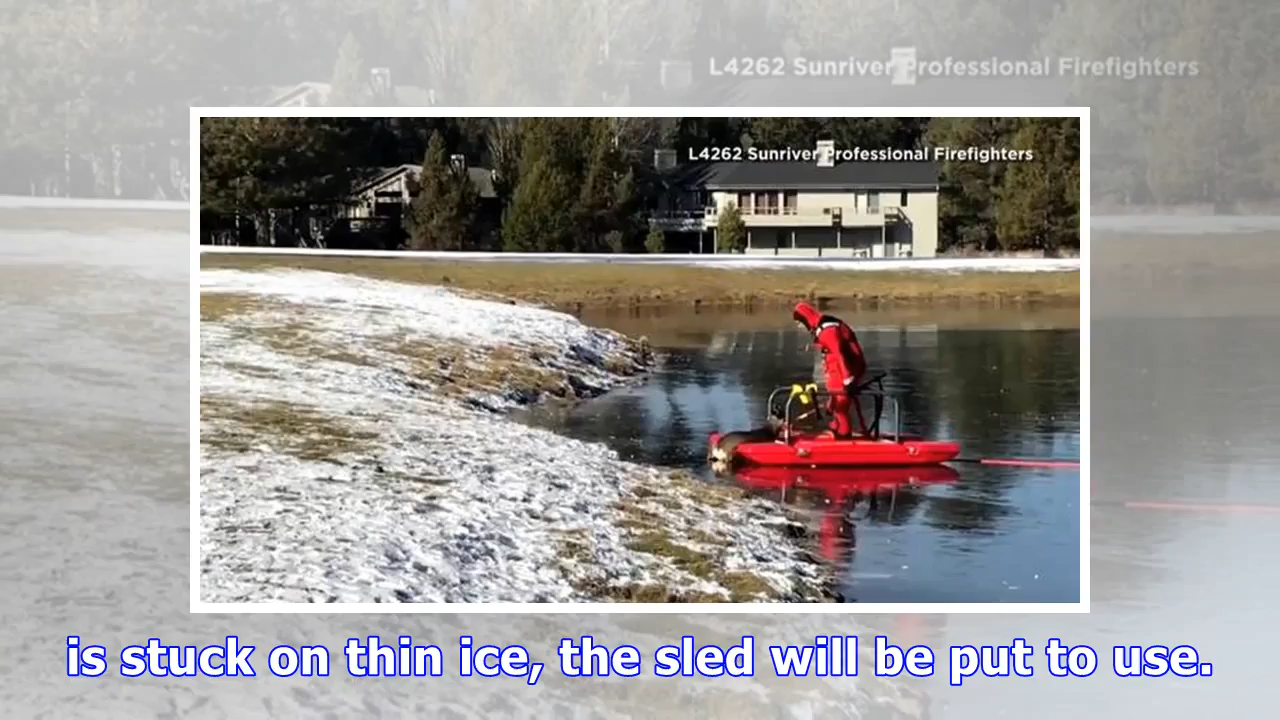 L4262 Sunriver Professional Firefighters
L4262 Sunriver Professional Firefighters
is stuck on thin ice, the sled will be put to use.